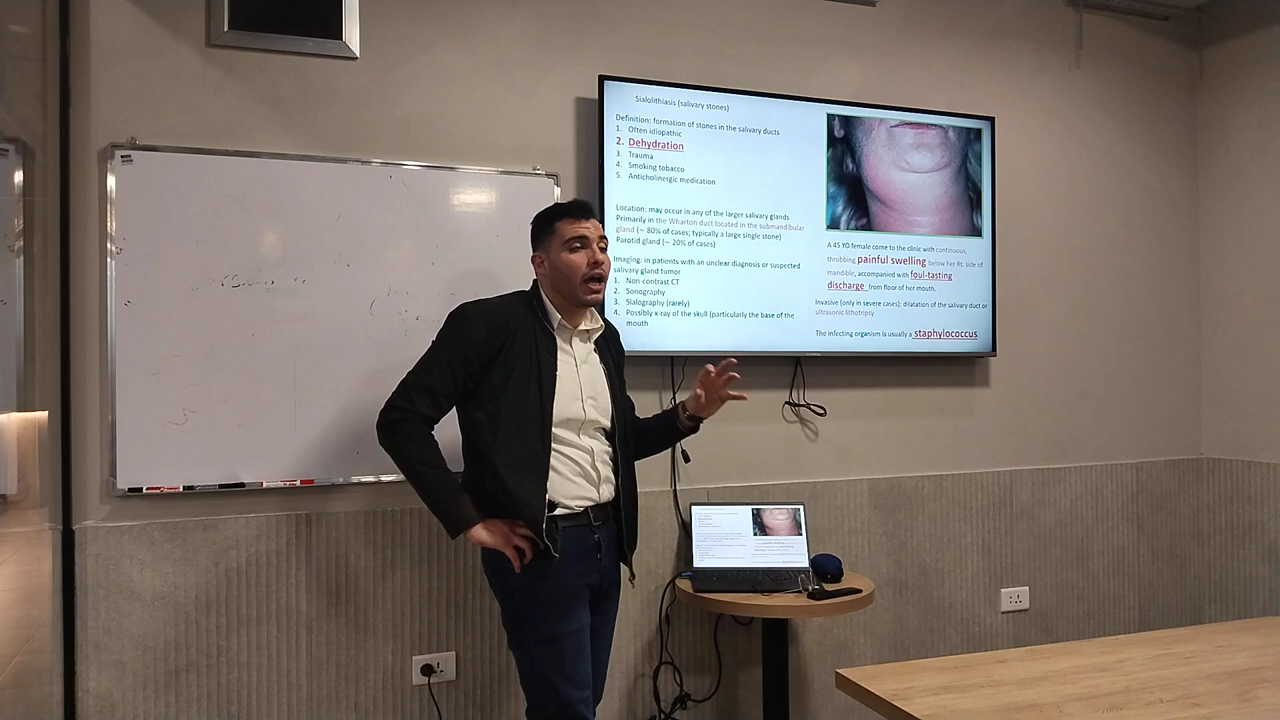 Sialolithiasis (salivary stones)
Definition: formation of stones in the salivary ducts
1. Often idiopathic
2. Dehydration
3. Trauma
4. Smoking tobacco
5. Anticholinergic medication
Location: may occur in any of the larger salivary glands
Primarily in the Wharton duct located in the submandibular
gland (~ 80% of cases; typically a large single stone)
Parotid gland (~ 20% of cases)
Imaging: in patients with an unclear diagnosis or suspected
salivary gland tumor
1. Non-contrast CT
2. Sonography
3. Sialography (rarely)
4. Possibly x-ray of the skull (particularly the base of the
mouth
A 45 YO female come to the clinic with continuous,
throbbing painful swelling below her Rt. side of
mandible, accompanied with foul-tasting
discharge from floor of her mouth.
Invasive (only in severe cases): dilatation of the salivary duct or
ultrasonic lithotripsy
The infecting organism is usually a staphylococcus